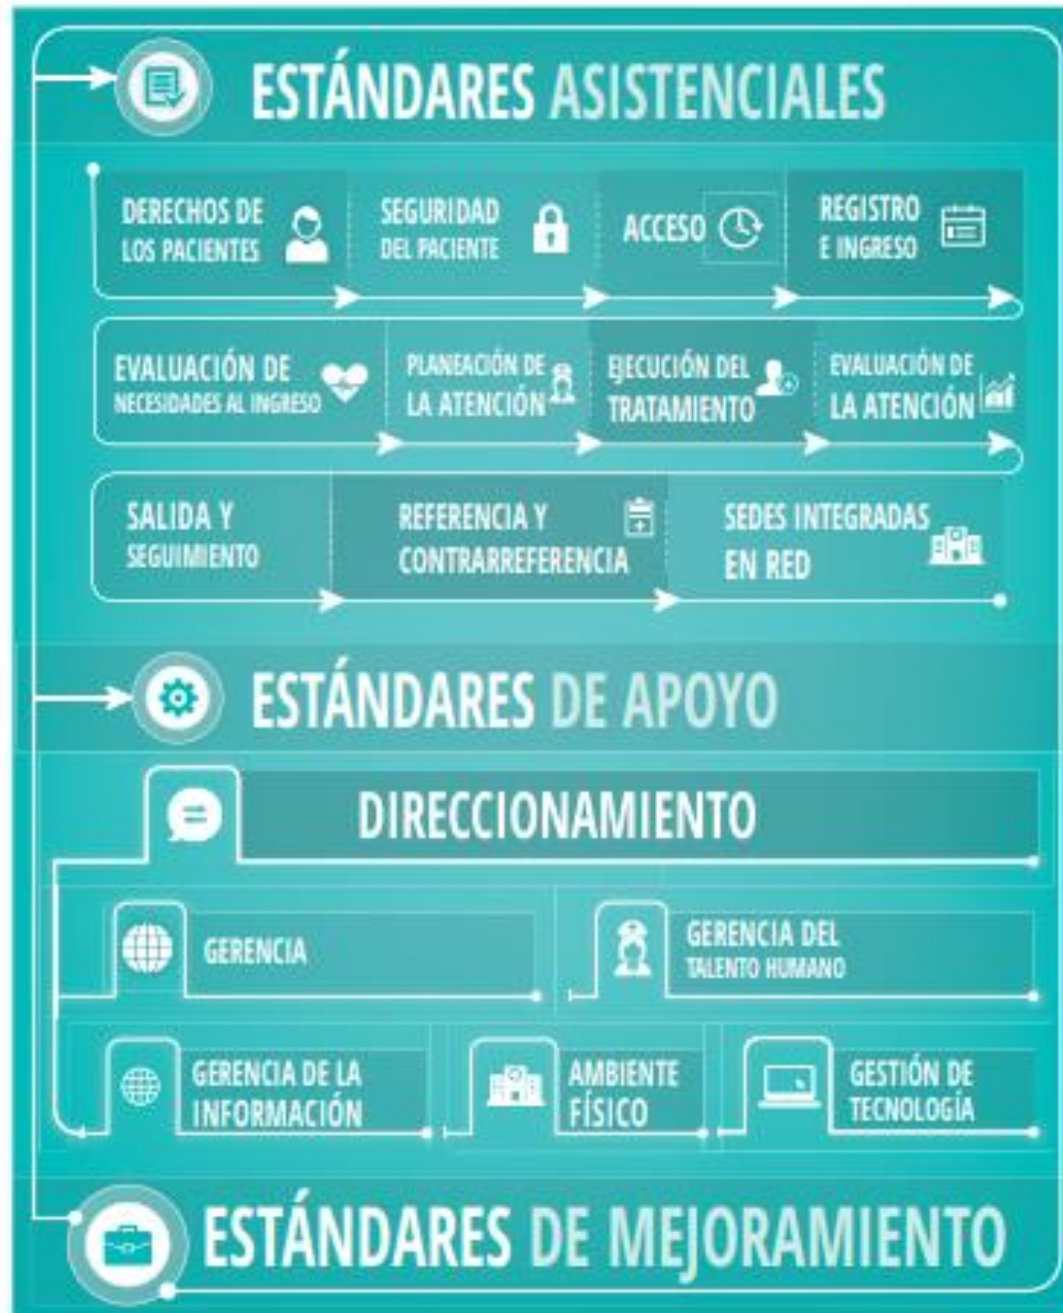 ESTÁNDARES ASISTENCIALES
DERECHOS DE
LOS PACIENTES
SEGURIDAD
DEL PACIENTE
ACCESO
REGISTRO
E INGRESO
EVALUACIÓN DE
NECESIDADES AL INGRESO
PLANEACIÓN DE
LA ATENCIÓN
EJECUCIÓN DEL
TRATAMIENTO
EVALUACIÓN DE
LA ATENCIÓN
SALIDA Y
SEGUIMIENTO
REFERENCIA Y
CONTRARREFERENCIA
SEDES INTEGRADAS
EN RED
ESTÁNDARES DE APOYO
DIRECCIONAMIENTO
GERENCIA
GERENCIA DEL
TALENTO HUMANO
GERENCIA DE LA
INFORMACIÓN
AMBIENTE
FÍSICO
GESTIÓN DE
TECNOLOGÍA
ESTÁNDARES DE MEJORAMIENTO